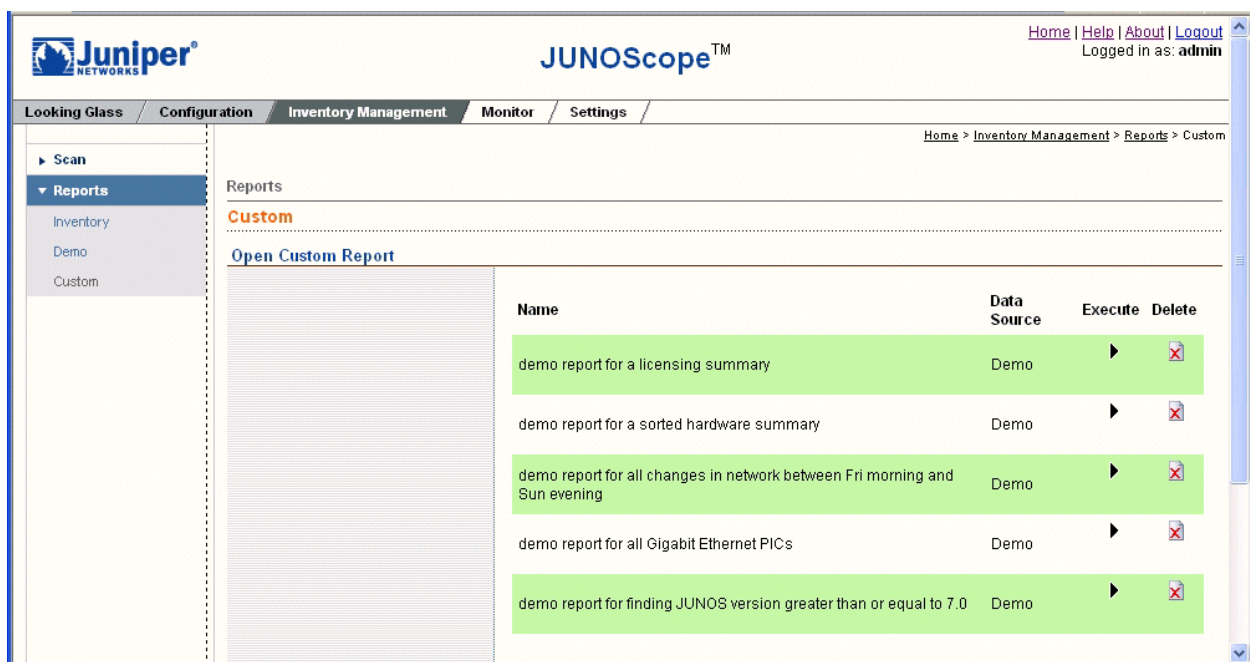 Juniper®
NETWORKS
JUNOScope™
Home | Help | About | Logout
Logged in as: admin
Looking Glass / Configuration / Inventory Management / Monitor / Settings /
Home > Inventory Management > Reports > Custom
Scan
Reports
Inventory
Demo
Custom
Reports
Custom
Open Custom Report
Name Data Source Execute Delete
demo report for a licensing summary Demo
demo report for a sorted hardware summary Demo
demo report for all changes in network between Fri morning and
Sun evening Demo
demo report for all Gigabit Ethernet PICs Demo
demo report for finding JUNOS version greater than or equal to 7.0 Demo